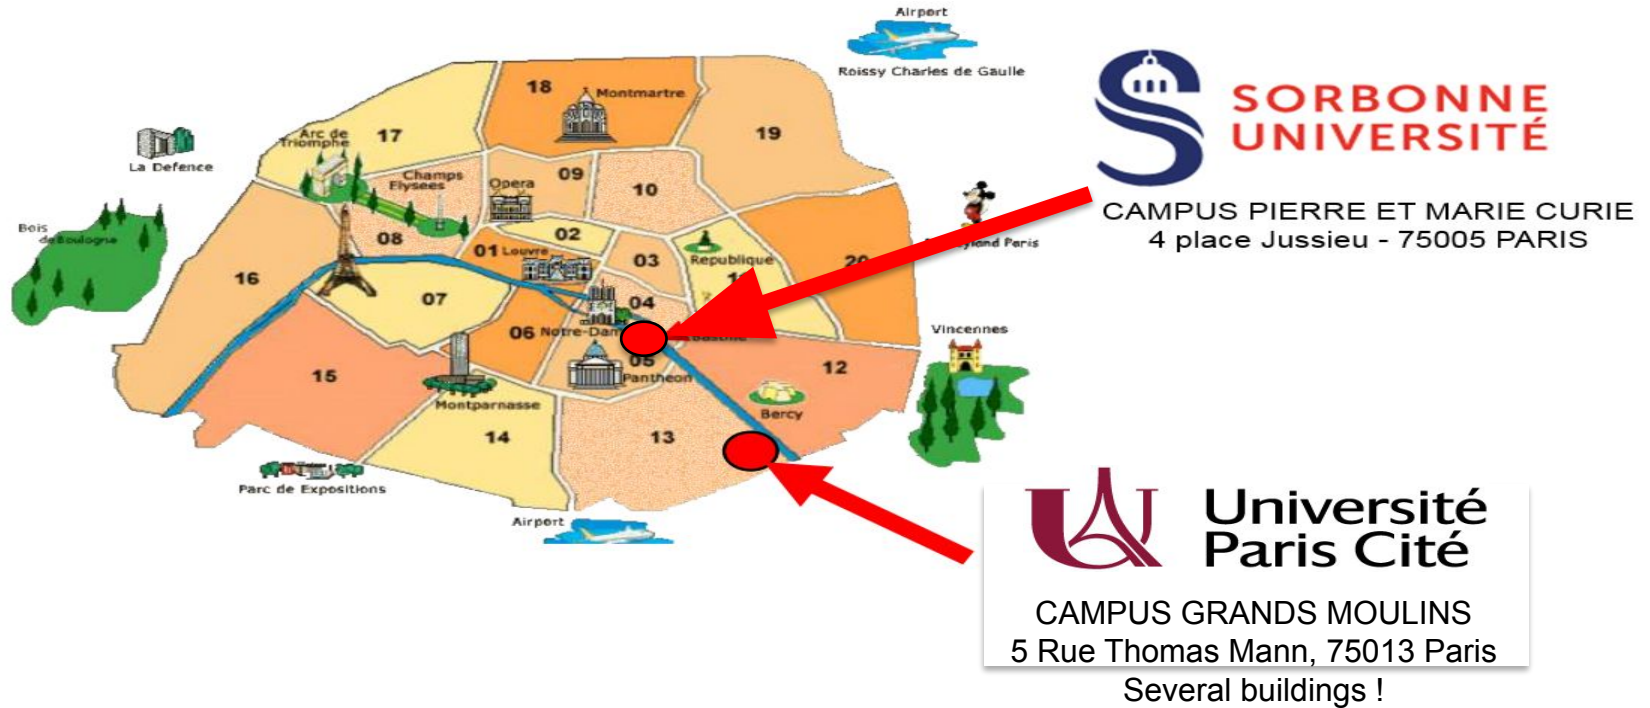 Airport
Roissy Charles de Gaulle
SORBONNE
UNIVERSITÉ
CAMPUS PIERRE ET MARIE CURIE
4 place Jussieu - 75005 PARIS
18
Montmartre
19
17
Arc de
Triomphe
La Defence
Champs
Elysees
Opera
09
10
Bois
de Boulogne
08
02
01
Louvre
03
Republique
yland Paris
20
16
07
04
06
Notre-Dam
05
Pantheon
Vincennes
15
12
Montparnasse
Bercy
14
13
Parc de Expositions
Airport
Université
Paris Cité
CAMPUS GRANDS MOULINS
5 Rue Thomas Mann, 75013 Paris
Several buildings !